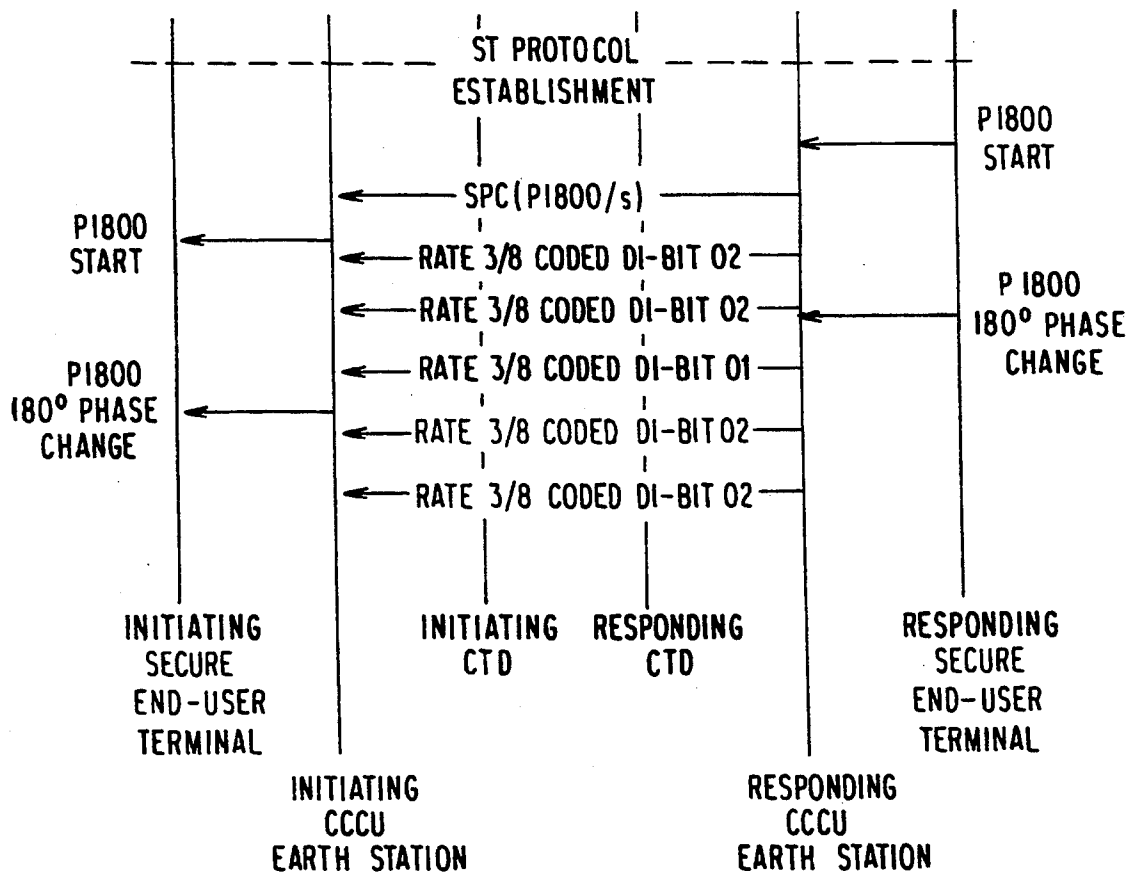 ST PROTOCOL
ESTABLISHMENT
P1800
START
SPC(P1800/s)
P1800
START
RATE 3/8 CODED DI-BIT 02
RATE 3/8 CODED DI-BIT 02
P1800
180° PHASE
CHANGE
RATE 3/8 CODED DI-BIT 01
P1800
180° PHASE
CHANGE
RATE 3/8 CODED DI-BIT 02
RATE 3/8 CODED DI-BIT 02
INITIATING
SECURE
END-USER
TERMINAL
INITIATING
CTD
RESPONDING
CTD
RESPONDING
SECURE
END-USER
TERMINAL
INITIATING
CCCU
EARTH STATION
RESPONDING
CCCU
EARTH STATION